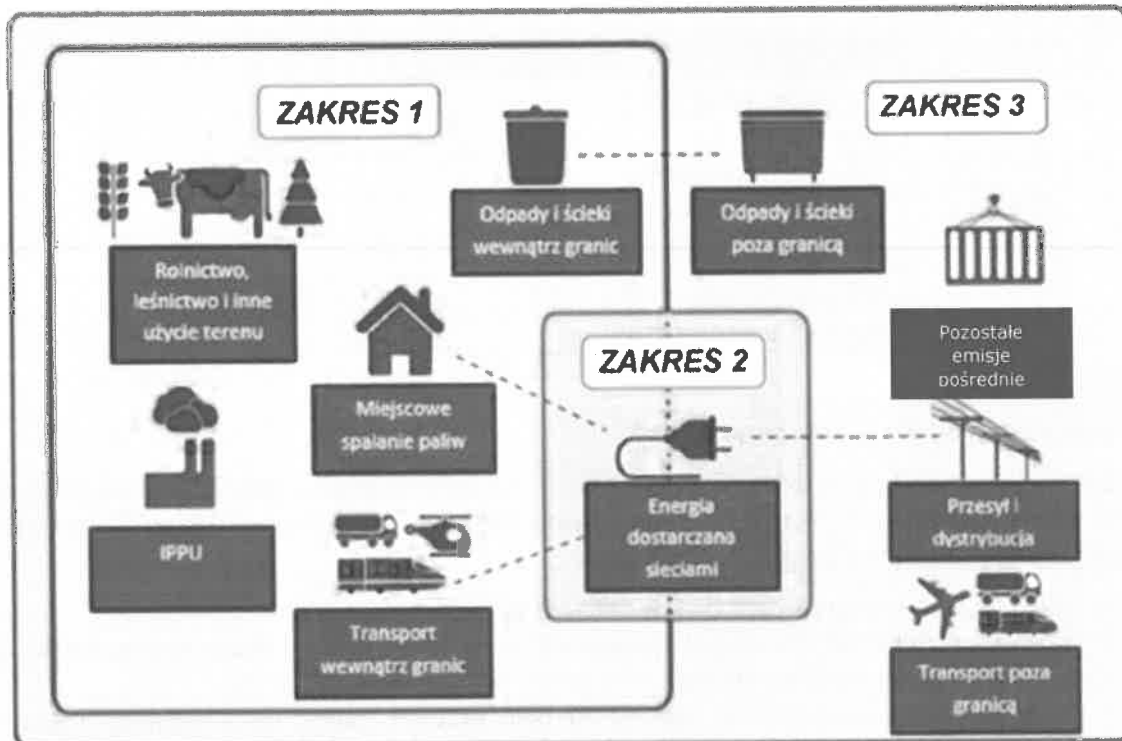 ZAKRES 1
ZAKRES 3
Odpady i ścieki
wewnątrz granic
Odpady i ścieki
poza granicą
Rolnictwo,
leśnictwo i inne
użycie terenu
ZAKRES 2
Pozostałe
emisje
pośrednie
Miejscowe
spalanie paliw
Energia
dostarczana
sieciami
Przesył i
dystrybucja
IPPU
Transport
wewnątrz granic
Transport poza
granicą